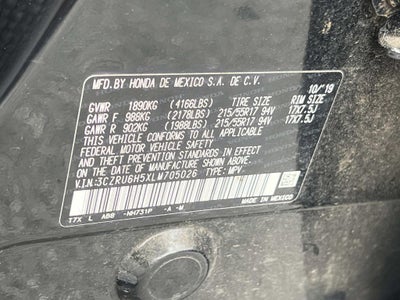 MFD. BY HONDA DE MEXICO S.A. DE C.V. 10/'19
GVWR 1890KG (4166LBS) TIRE SIZE RIM SIZE
GAWR F 988KG (2178LBS) 215/55R17 94V 17X7.5J
GAWR R 902KG (1988LBS) 215/55R17 94V 17X7.5J
THIS VEHICLE CONFORMS TO ALL APPLICABLE
FEDERAL MOTOR VEHICLE SAFETY
STANDARDS IN EFFECT
ON THE DATE OF MANUFACTURE SHOWN ABOVE.
V.I.N.: 3CZRU6H5XLM705026 TYPE: MPV
T7X L AB0 -NH731P -A -W
MADE IN MEXICO